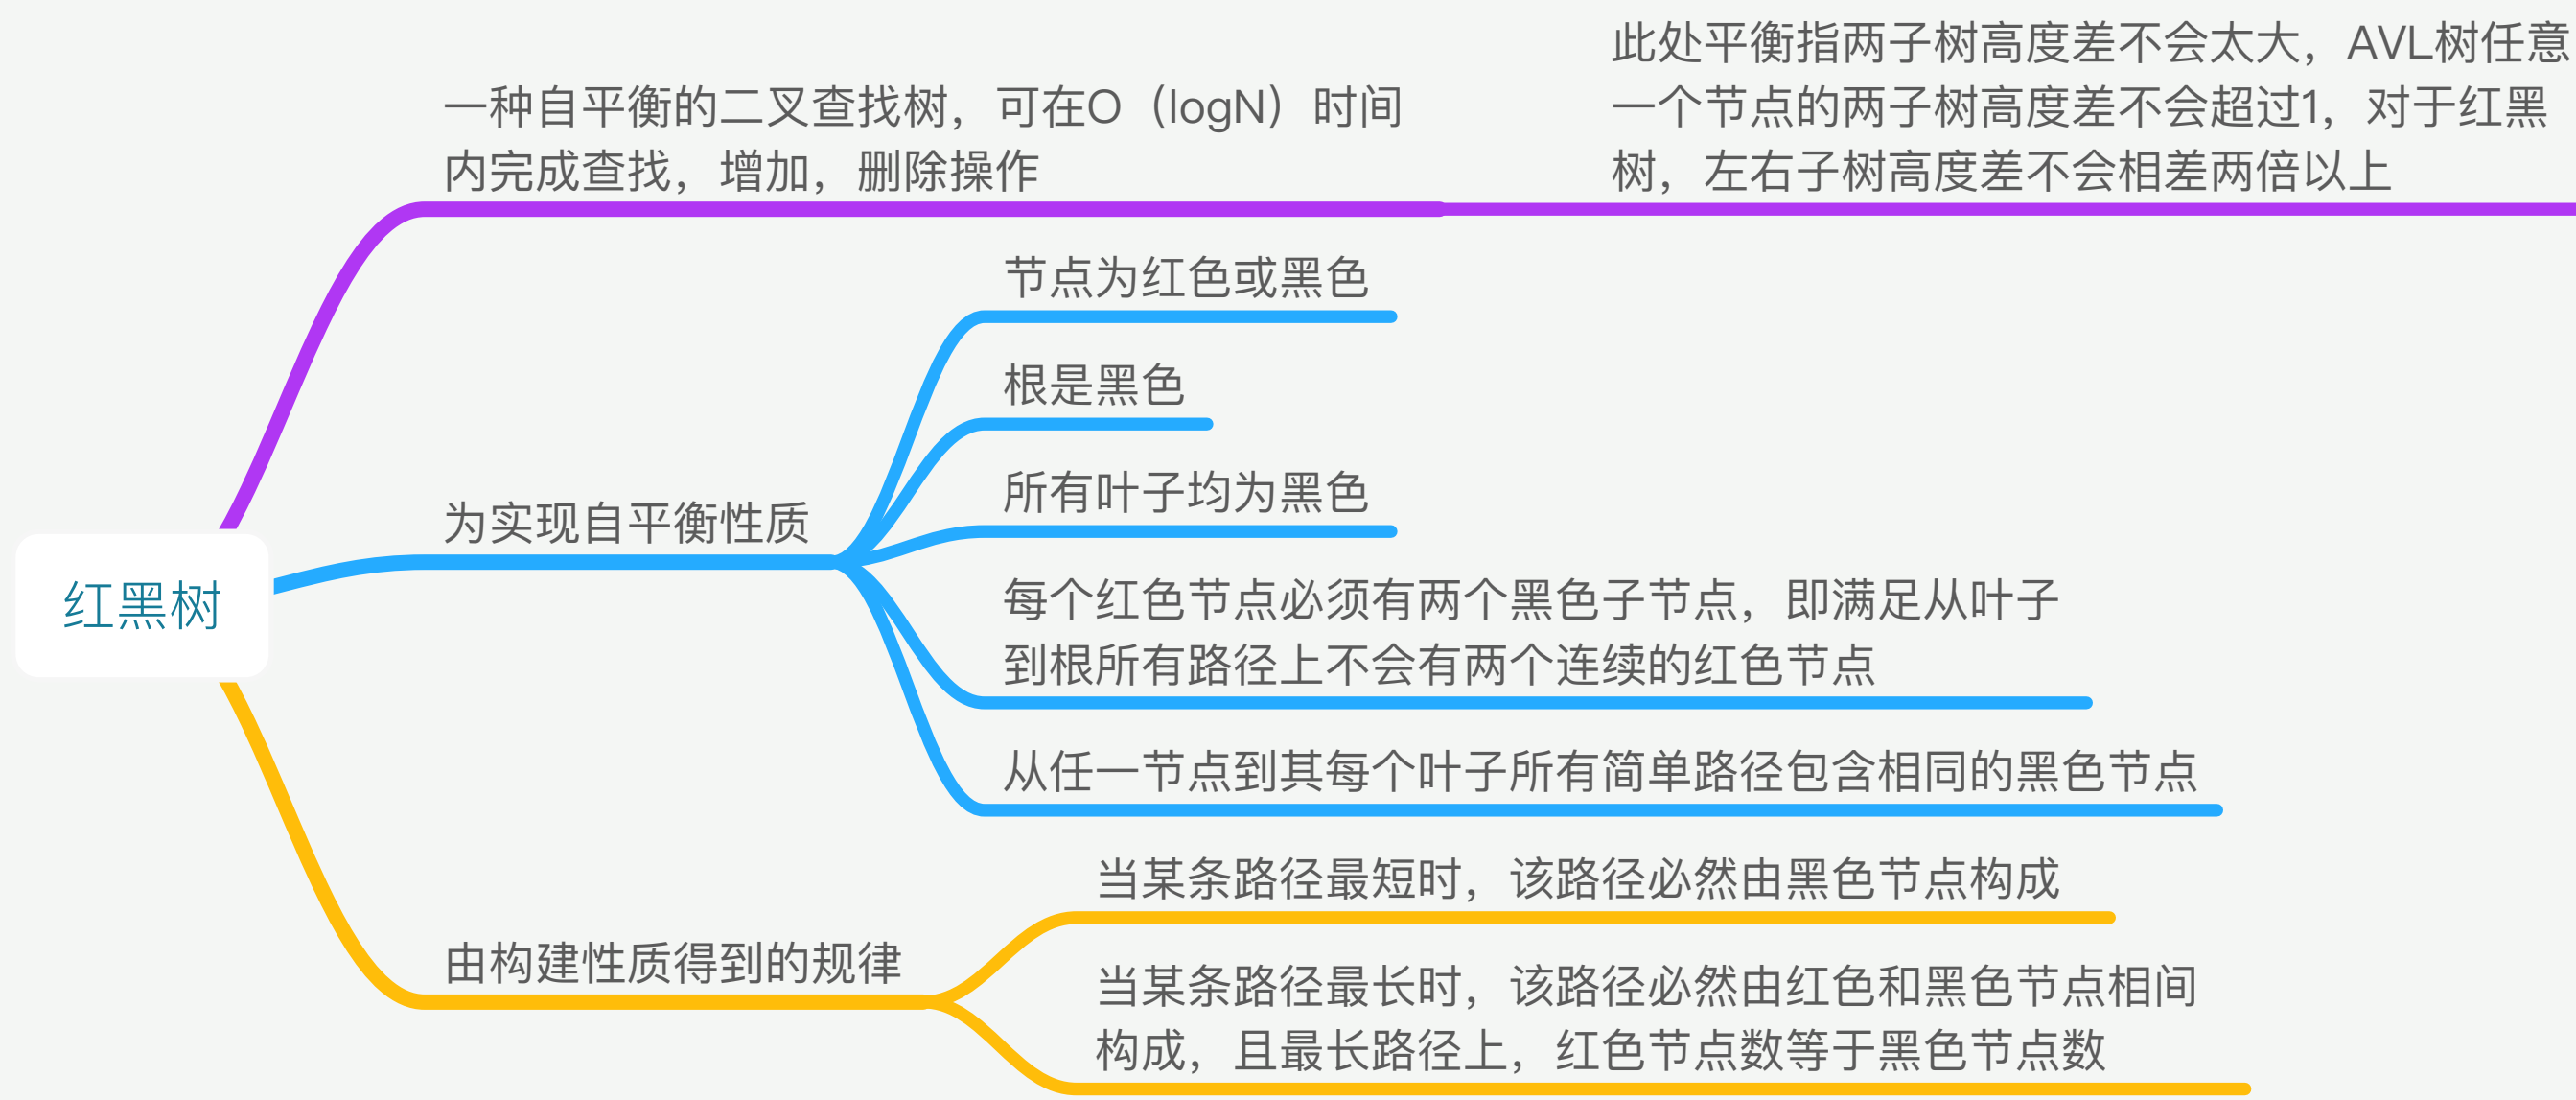 一种自平衡的二叉查找树，可在O（logN）时间
内完成查找，增加，删除操作
此处平衡指两子树高度差不会太大，AVL树任意
一个节点的两子树高度差不会超过1，对于红黑
树，左右子树高度差不会相差两倍以上
红黑树
为实现自平衡性质
节点为红色或黑色
根是黑色
所有叶子均为黑色
每个红色节点必须有两个黑色子节点，即满足从叶子
到根所有路径上不会有两个连续的红色节点
从任一节点到其每个叶子所有简单路径包含相同的黑色节点
由构建性质得到的规律
当某条路径最短时，该路径必然由黑色节点构成
当某条路径最长时，该路径必然由红色和黑色节点相间
构成，且最长路径上，红色节点数等于黑色节点数